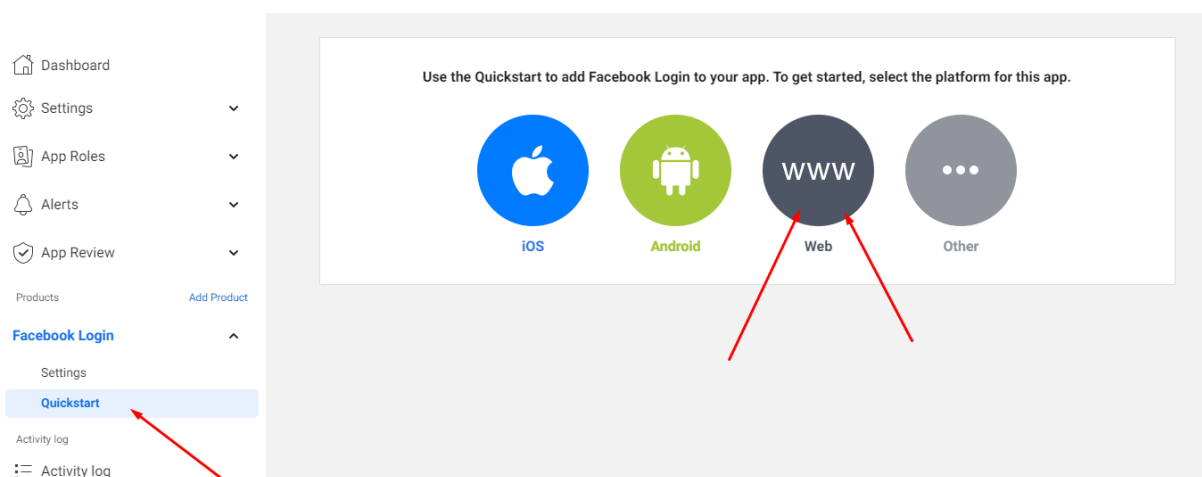 Dashboard
Settings
App Roles
Alerts
App Review
Products Add Product
Facebook Login
Settings
Quickstart
Activity log
Activity log
Use the Quickstart to add Facebook Login to your app. To get started, select the platform for this app.
www
iOS Android Web Other